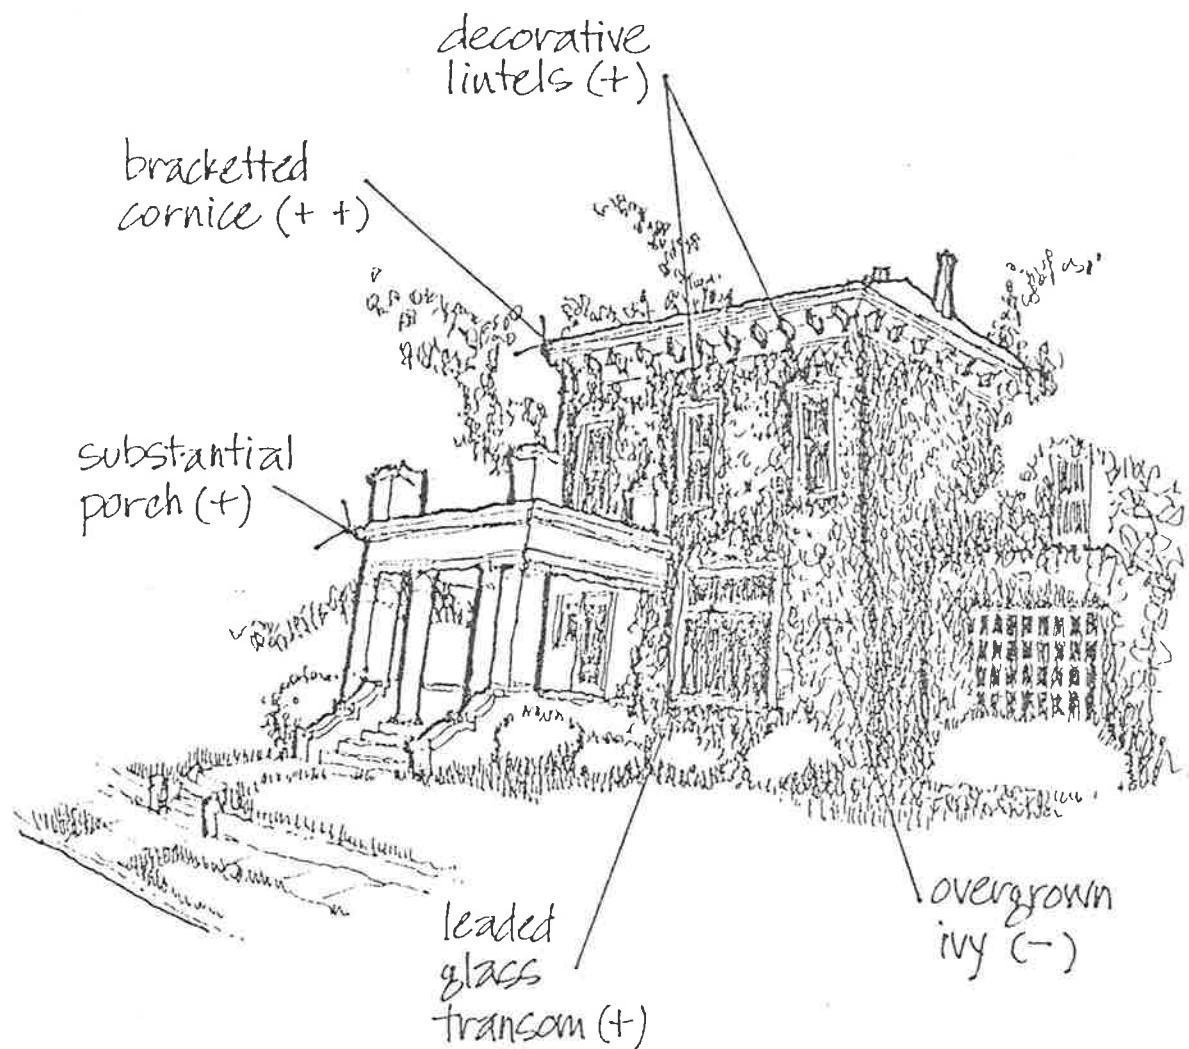 decorative
lintels (+)
bracketted
cornice (+ +)
substantial
porch (+)
overgrown
ivy (-)
leaded
glass
transom (+)